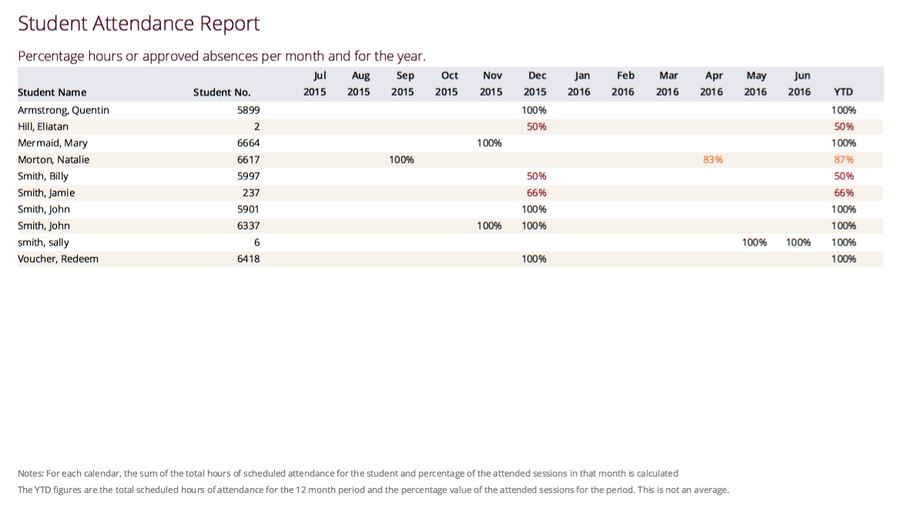 Student Attendance Report
Percentage hours or approved absences per month and for the year.
Jul Aug Sep Oct Nov Dec Jan Feb Mar Apr May Jun
Student Name Student No. 2015 2015 2015 2015 2015 2015 2016 2016 2016 2016 2016 2016 YTD
Armstrong, Quentin 5899 100% 100%
Hill, Eliatan 2 50% 50%
Mermaid, Mary 6664 100% 100%
Morton, Natalie 6617 100% 83% 87%
Smith, Billy 5997 50% 50%
Smith, Jamie 237 66% 66%
Smith, John 5901 100% 100%
Smith, John 6337 100% 100% 100%
smith, sally 6 100% 100% 100%
Voucher, Redeem 6418 100% 100%
Notes: For each calendar, the sum of the total hours of scheduled attendance for the student and percentage of the attended sessions in that month is calculated
The YTD figures are the total scheduled hours of attendance for the 12 month period and the percentage value of the attended sessions for the period. This is not an average.